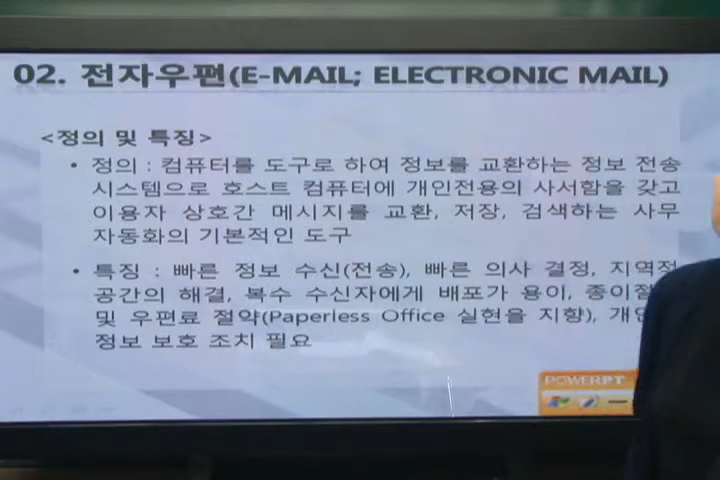 02. 전자우편(E-MAIL; ELECTRONIC MAIL)
<정의 및 특징>
• 정의 : 컴퓨터를 도구로 하여 정보를 교환하는 정보 전송
시스템으로 호스트 컴퓨터에 개인전용의 사서함을 갖고
이용자 상호간 메시지를 교환, 저장, 검색하는 사무
자동화의 기본적인 도구
• 특징 : 빠른 정보 수신(전송), 빠른 의사 결정, 지역적
공간의 해결, 복수 수신자에게 배포가 용이,
및 우편료 절약(Paperless Office 실현을 지향),
정보 보호 조치 필요
POWERPT